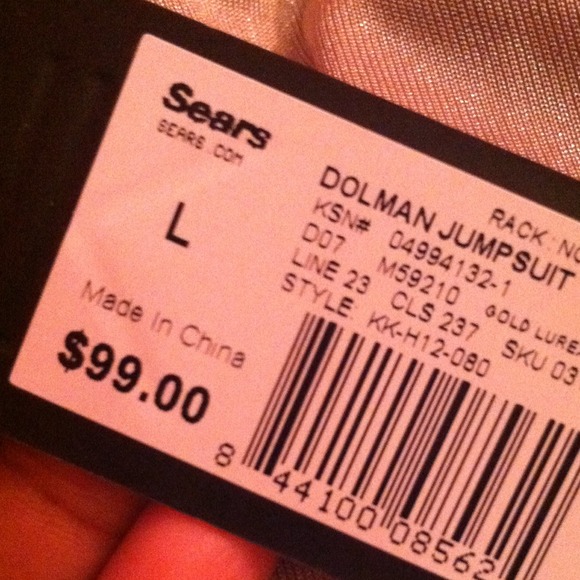 Sears
SEARS.COM
L
Made In China
$99.00
RACK: NO
DOLMAN JUMPSUIT
KSN# 04994132-1
D07 M59210 GOLD LUREX
LINE 23 CLS 237 SKU 03
STYLE: KK-H12-080
8 44100 08562